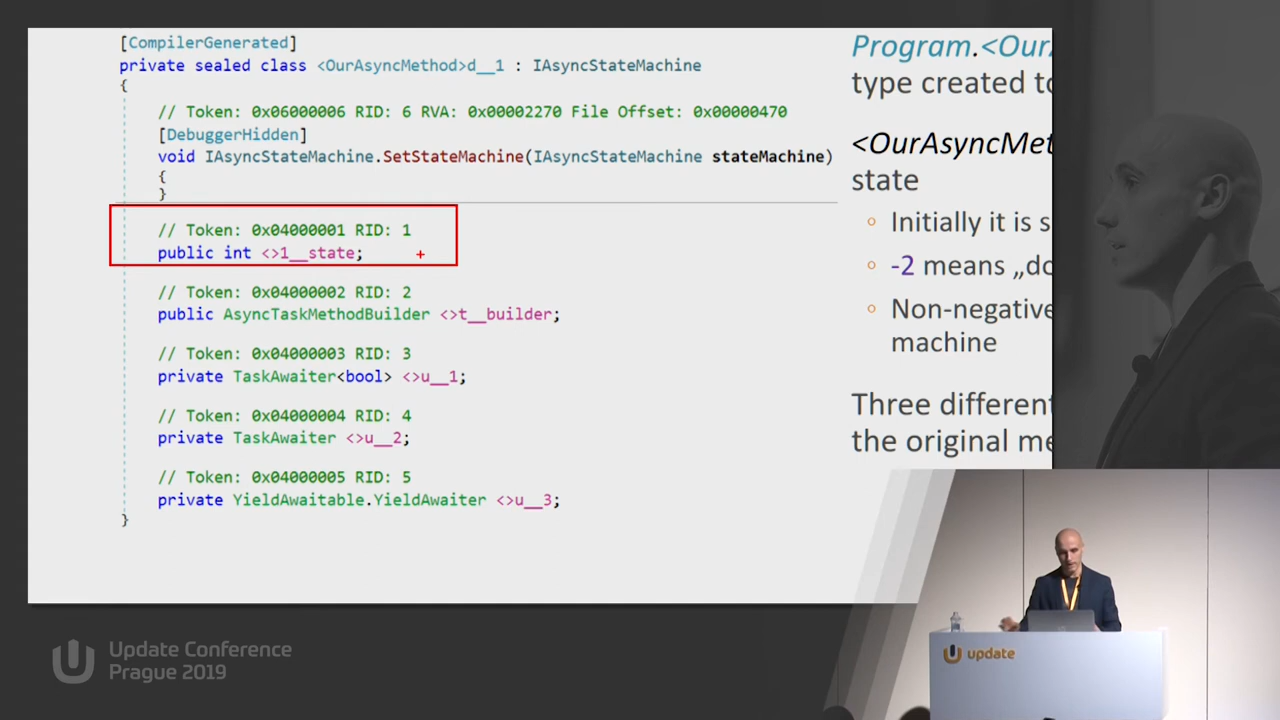 [CompilerGenerated]
private sealed class <OurAsyncMethod>d__1 : IAsyncStateMachine
{
// Token: 0x06000006 RID: 6 RVA: 0x00002270 File Offset: 0x00000470
[DebuggerHidden]
void IAsyncStateMachine.SetStateMachine(IAsyncStateMachine stateMachine)
{
}
// Token: 0x04000001 RID: 1
public int <>1__state;
// Token: 0x04000002 RID: 2
public AsyncTaskMethodBuilder <>t__builder;
// Token: 0x04000003 RID: 3
private TaskAwaiter<bool> <>u__1;
// Token: 0x04000004 RID: 4
private TaskAwaiter <>u__2;
// Token: 0x04000005 RID: 5
private YieldAwaitable.YieldAwaiter <>u__3;
}
Program.<Our
type created to
<OurAsyncMet
state
Initially it is s
-2 means „do
Non-negative
machine
Three different
the original me
update
Update Conference
Prague 2019